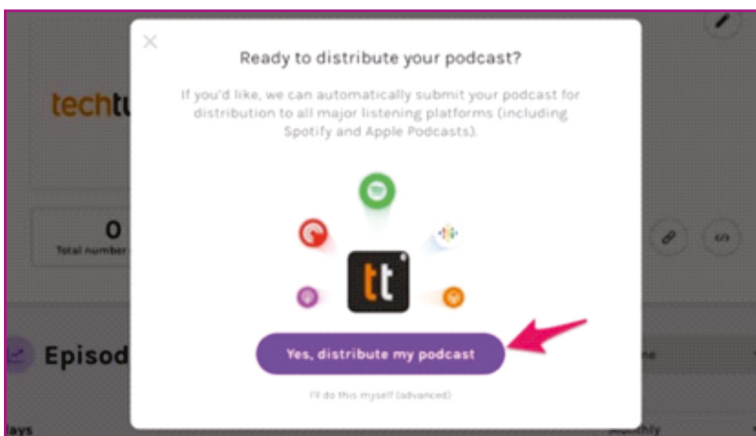 Ready to distribute your podcast?
If you'd like, we can automatically submit your podcast for
distribution to all major listening platforms (including
Spotify and Apple Podcasts).
techtu
0
Total number
tt
Yes, distribute my podcast
Episod
I'll do this myself (advanced)
lays
Monthly